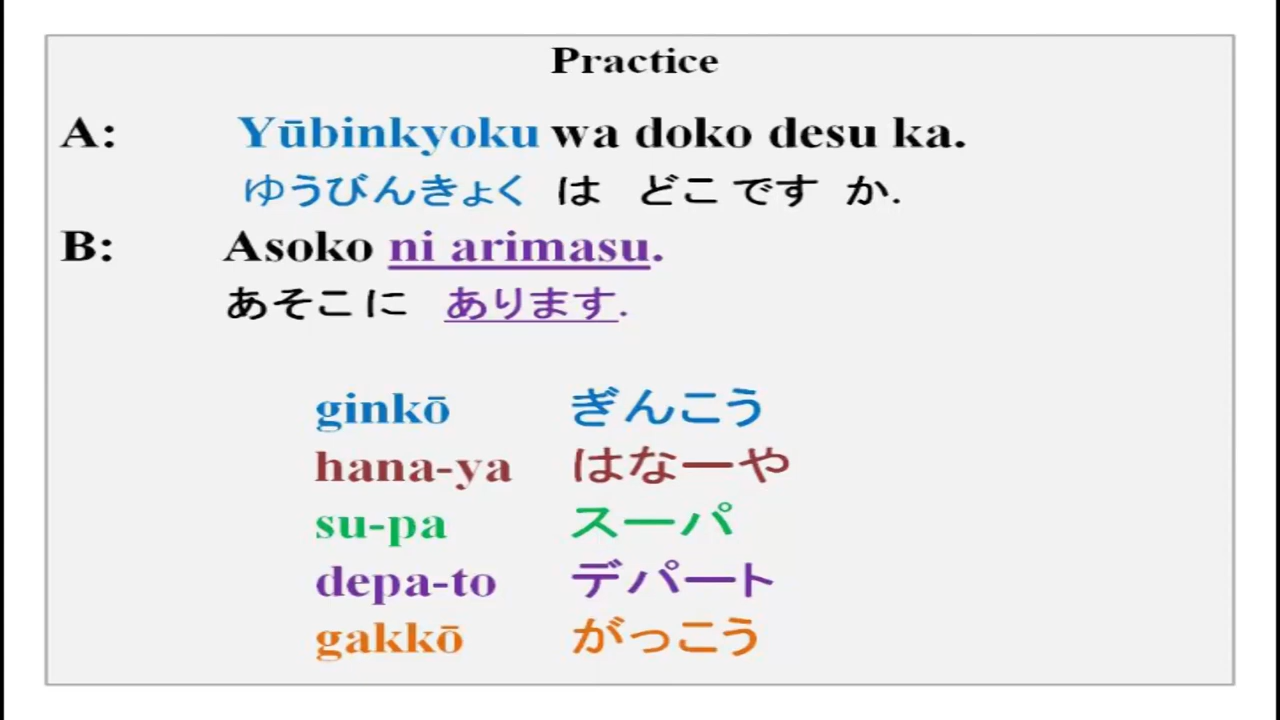 Practice
A: Yūbinkyoku wa doko desu ka.
ゆうびんきょく は どこです か.
B: Asoko ni arimasu.
あそこに あります.
ginkō ぎんこう
hana-ya はなーや
su-pa スーパ
depa-to デパート
gakkō がっこう